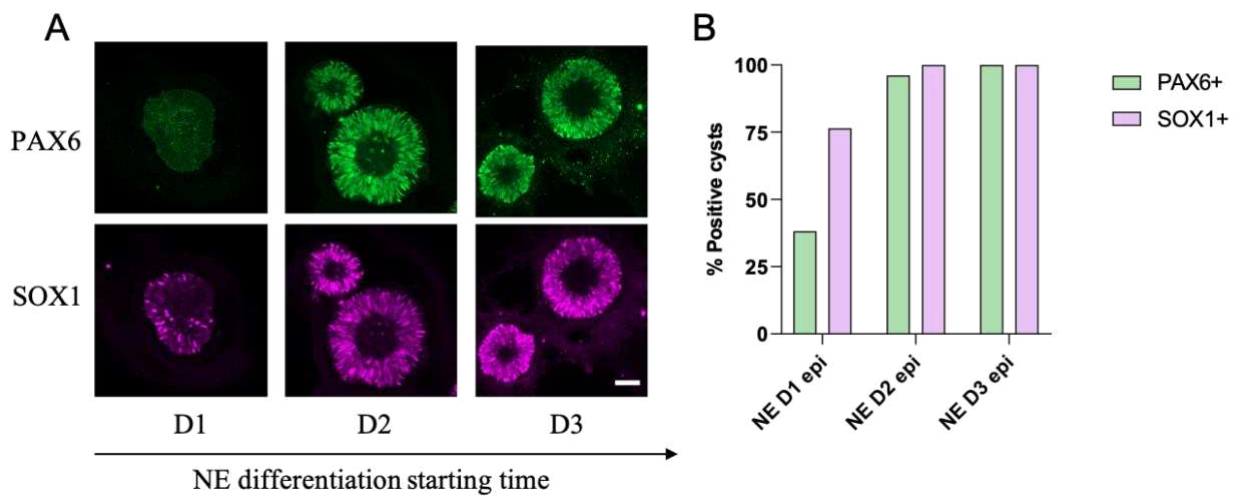 A
PAX6
SOX1
D1
D2
D3
NE differentiation starting time
B
% Positive cysts
100
75
50
25
0
NE D1 epi
NE D2 epi
NE D3 epi
PAX6+
SOX1+